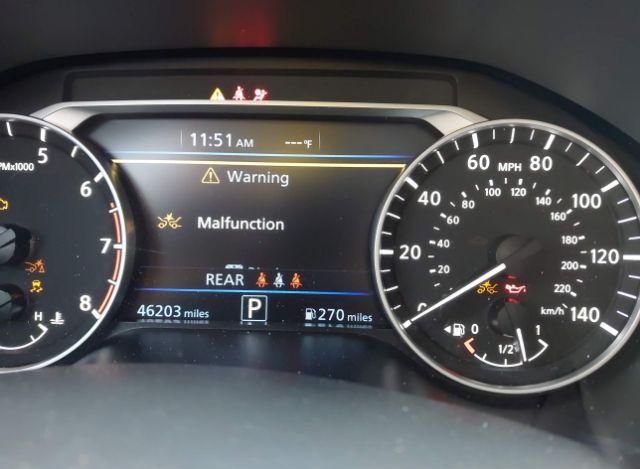 11:51 AM ---°F
PMx1000
5
6
7
8
H
Warning
Malfunction
REAR
46203 miles
P
270 miles
0 20 40 60 80 100 120 140
MPH
20 40 60 80 100 120 140 160 180 200 220
km/h
0 1/2 1